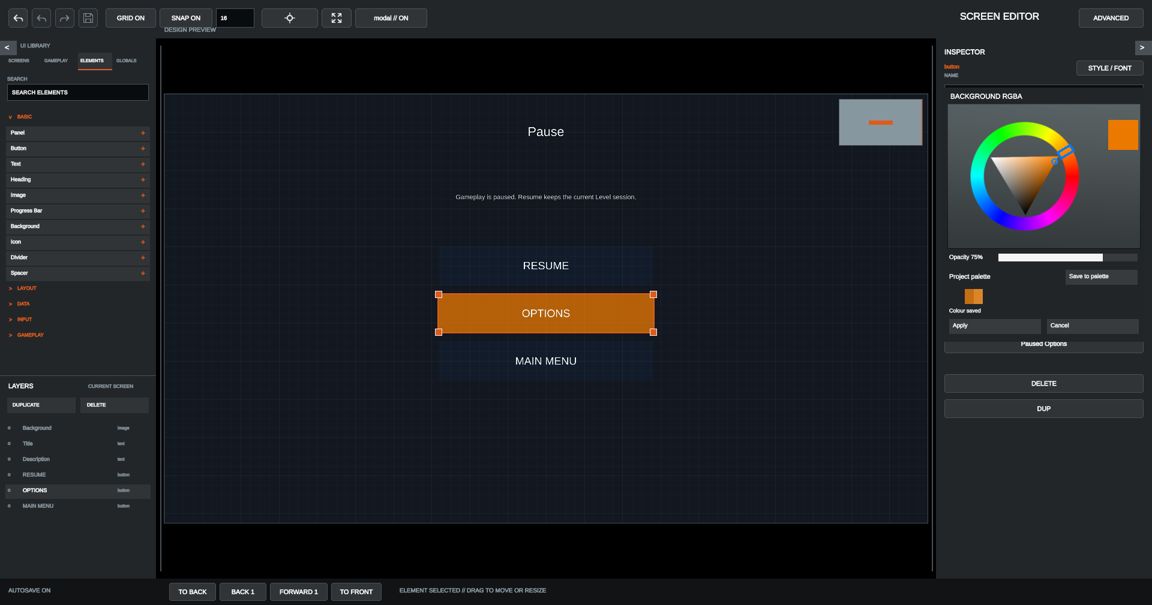 GRID ON
SNAP ON
16
modal // ON
SCREEN EDITOR
ADVANCED
DESIGN PREVIEW
<
UI LIBRARY
SCREENS
GAMEPLAY
ELEMENTS
GLOBALS
SEARCH
SEARCH ELEMENTS
v BASIC
Panel +
Button +
Text +
Heading +
Image +
Progress Bar +
Background +
Icon +
Divider +
Spacer +
> LAYOUT
> DATA
> INPUT
> GAMEPLAY
LAYERS
CURRENT SCREEN
DUPLICATE
DELETE
Background image
Title text
Description text
RESUME button
OPTIONS button
MAIN MENU button
Pause
Gameplay is paused. Resume keeps the current Level session.
RESUME
OPTIONS
MAIN MENU
>
INSPECTOR
button
NAME
STYLE / FONT
BACKGROUND RGBA
Opacity 75%
Project palette
Save to palette
Colour saved
Apply
Cancel
Paused Options
DELETE
DUP
AUTOSAVE ON
TO BACK
BACK 1
FORWARD 1
TO FRONT
ELEMENT SELECTED // DRAG TO MOVE OR RESIZE